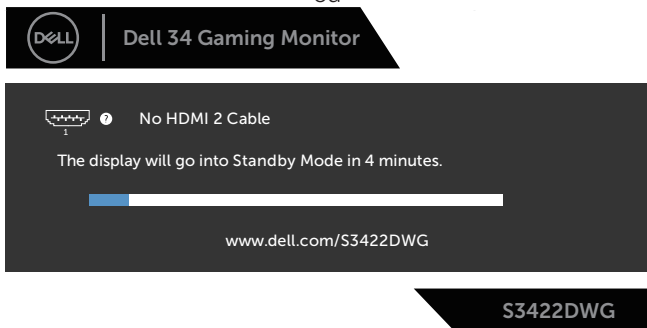 ou
DELL
Dell 34 Gaming Monitor
? No HDMI 2 Cable
1
The display will go into Standby Mode in 4 minutes.
www.dell.com/S3422DWG
S3422DWG